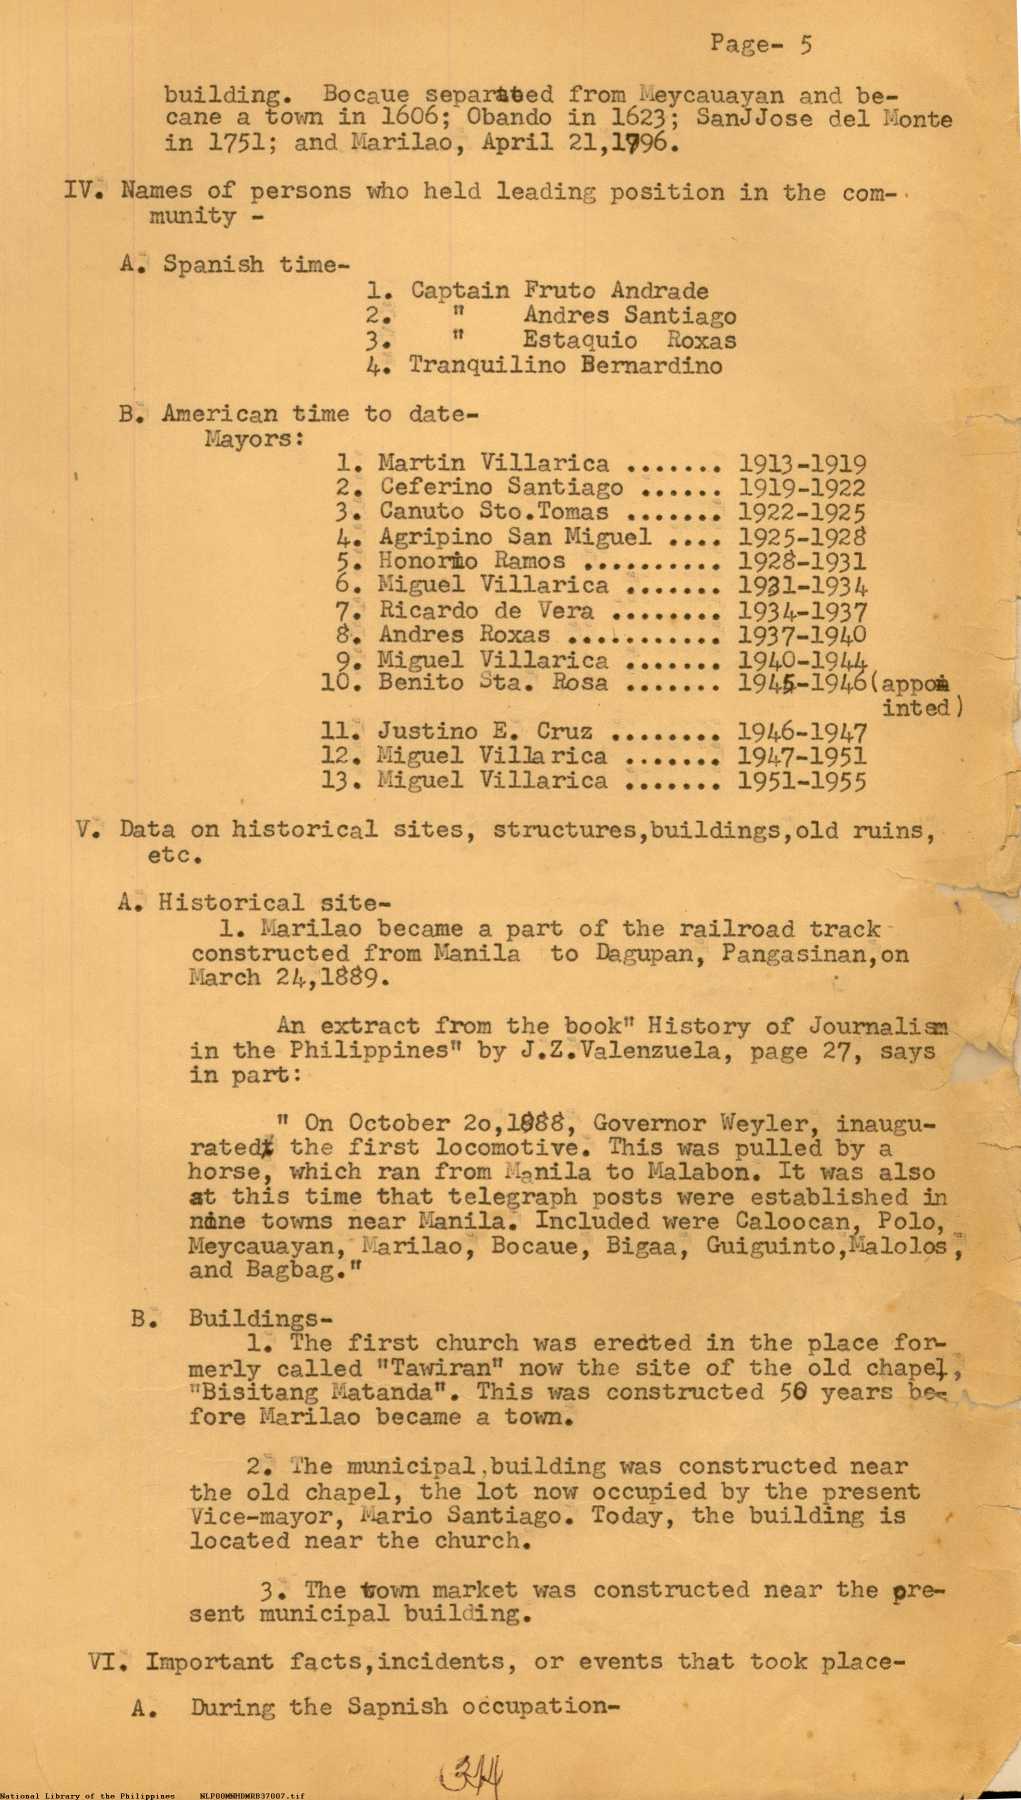 Page- 5
building. Bocaue separated from Meycauayan and be-
cane a town in 1606; Obando in 1623; SanJJose del Monte
in 1751; and Marilao, April 21,1796.
IV. Names of persons who held leading position in the com-
munity -
A. Spanish time-
1. Captain Fruto Andrade
2. " Andres Santiago
3. " Estaquio Roxas
4. Tranquilino Bernardino
B. American time to date-
Mayors:
1. Martin Villarica ....... 1913-1919
2. Ceferino Santiago ...... 1919-1922
3. Canuto Sto.Tomas ....... 1922-1925
4. Agripino San Miguel .... 1925-1928
5. Honorio Ramos .......... 1928-1931
6. Miguel Villarica ....... 1931-1934
7. Ricardo de Vera ........ 1934-1937
8. Andres Roxas ........... 1937-1940
9. Miguel Villarica ....... 1940-1944
10. Benito Sta. Rosa ....... 1945-1946(appo
inted)
11. Justino E. Cruz ........ 1946-1947
12. Miguel Villarica ....... 1947-1951
13. Miguel Villarica ....... 1951-1955
V. Data on historical sites, structures,buildings,old ruins,
etc.
A. Historical site-
1. Marilao became a part of the railroad track
constructed from Manila to Dagupan, Pangasinan,on
March 24,1889.
An extract from the book" History of Journalism
in the Philippines" by J.Z.Valenzuela, page 27, says
in part:
" On October 2o,1888, Governor Weyler, inaugu-
rated the first locomotive. This was pulled by a
horse, which ran from Manila to Malabon. It was also
at this time that telegraph posts were established in
nine towns near Manila. Included were Caloocan, Polo,
Meycauayan, Marilao, Bocaue, Bigaa, Guiguinto,Malolos,
and Bagbag."
B. Buildings-
1. The first church was erected in the place for-
merly called "Tawiran" now the site of the old chapel,
"Bisitang Matanda". This was constructed 50 years be-
fore Marilao became a town.
2. The municipal building was constructed near
the old chapel, the lot now occupied by the present
Vice-mayor, Mario Santiago. Today, the building is
located near the church.
3. The town market was constructed near the pre-
sent municipal building.
VI. Important facts,incidents, or events that took place-
A. During the Sapnish occupation-
National Library of the Philippines NLP00MNHDMRB37007.tif